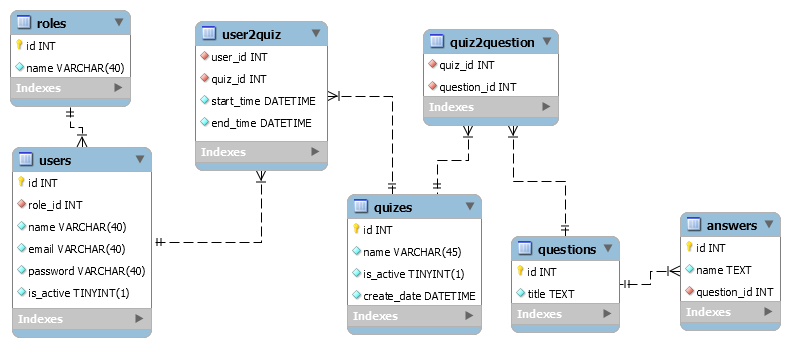 roles
id INT
name VARCHAR(40)
Indexes
users
id INT
role_id INT
name VARCHAR(40)
email VARCHAR(40)
password VARCHAR(40)
is_active TINYINT(1)
Indexes
user2quiz
user_id INT
quiz_id INT
start_time DATETIME
end_time DATETIME
Indexes
quizes
id INT
name VARCHAR(45)
is_active TINYINT(1)
create_date DATETIME
Indexes
quiz2question
quiz_id INT
question_id INT
Indexes
questions
id INT
title TEXT
Indexes
answers
id INT
name TEXT
question_id INT
Indexes